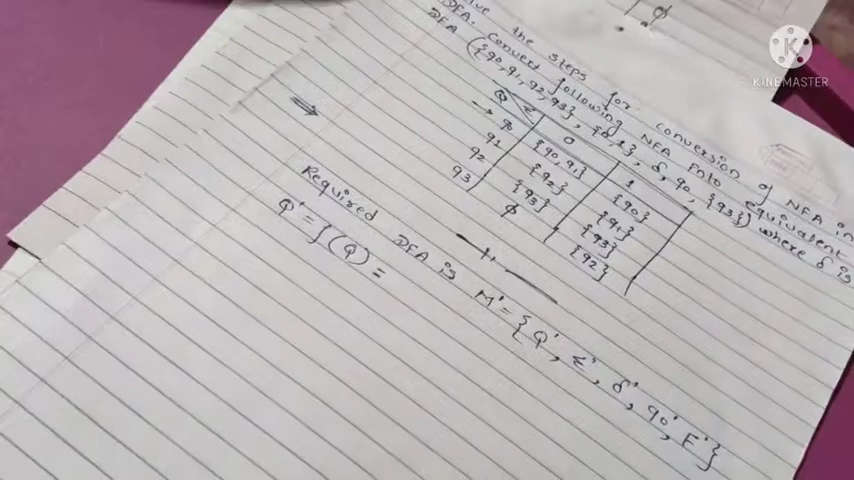 ive the steps for conversion of NFA in
DFA. Convert following NFA into equivalent
DFA ({q0, q1, q2, q3}, {0,1}, δ, q0, {q3}) where δ is
Q Σ 0 1
→ q0 {q0, q1} {q0}
q1 {q2} {q1}
q2 {q3} {q3}
q3 φ {q2}
⇒
Required DFA is M' = {Q', Σ', δ', q0', F'}
Q' = f(Q) =
φ
KINEMASTER